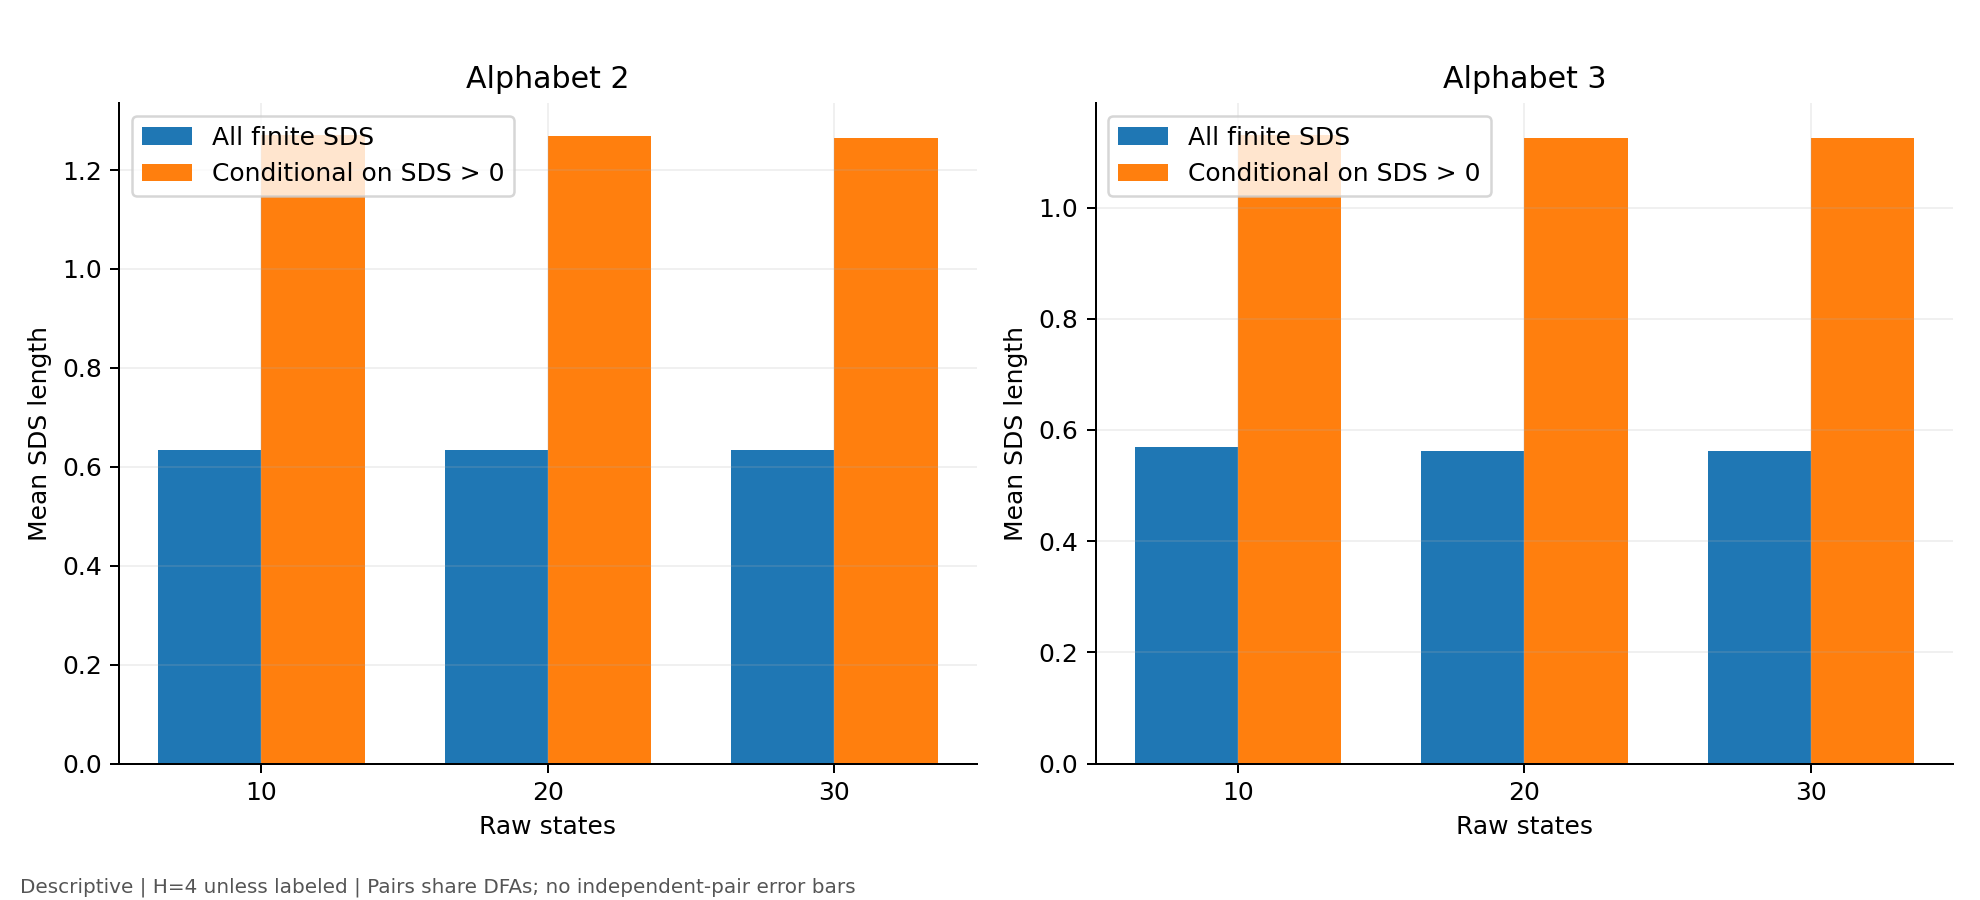 Alphabet 2
All finite SDS
Conditional on SDS > 0
Mean SDS length
1.2
1.0
0.8
0.6
0.4
0.2
0.0
10 20 30
Raw states
Alphabet 3
All finite SDS
Conditional on SDS > 0
Mean SDS length
1.0
0.8
0.6
0.4
0.2
0.0
10 20 30
Raw states
Descriptive | H=4 unless labeled | Pairs share DFAs; no independent-pair error bars